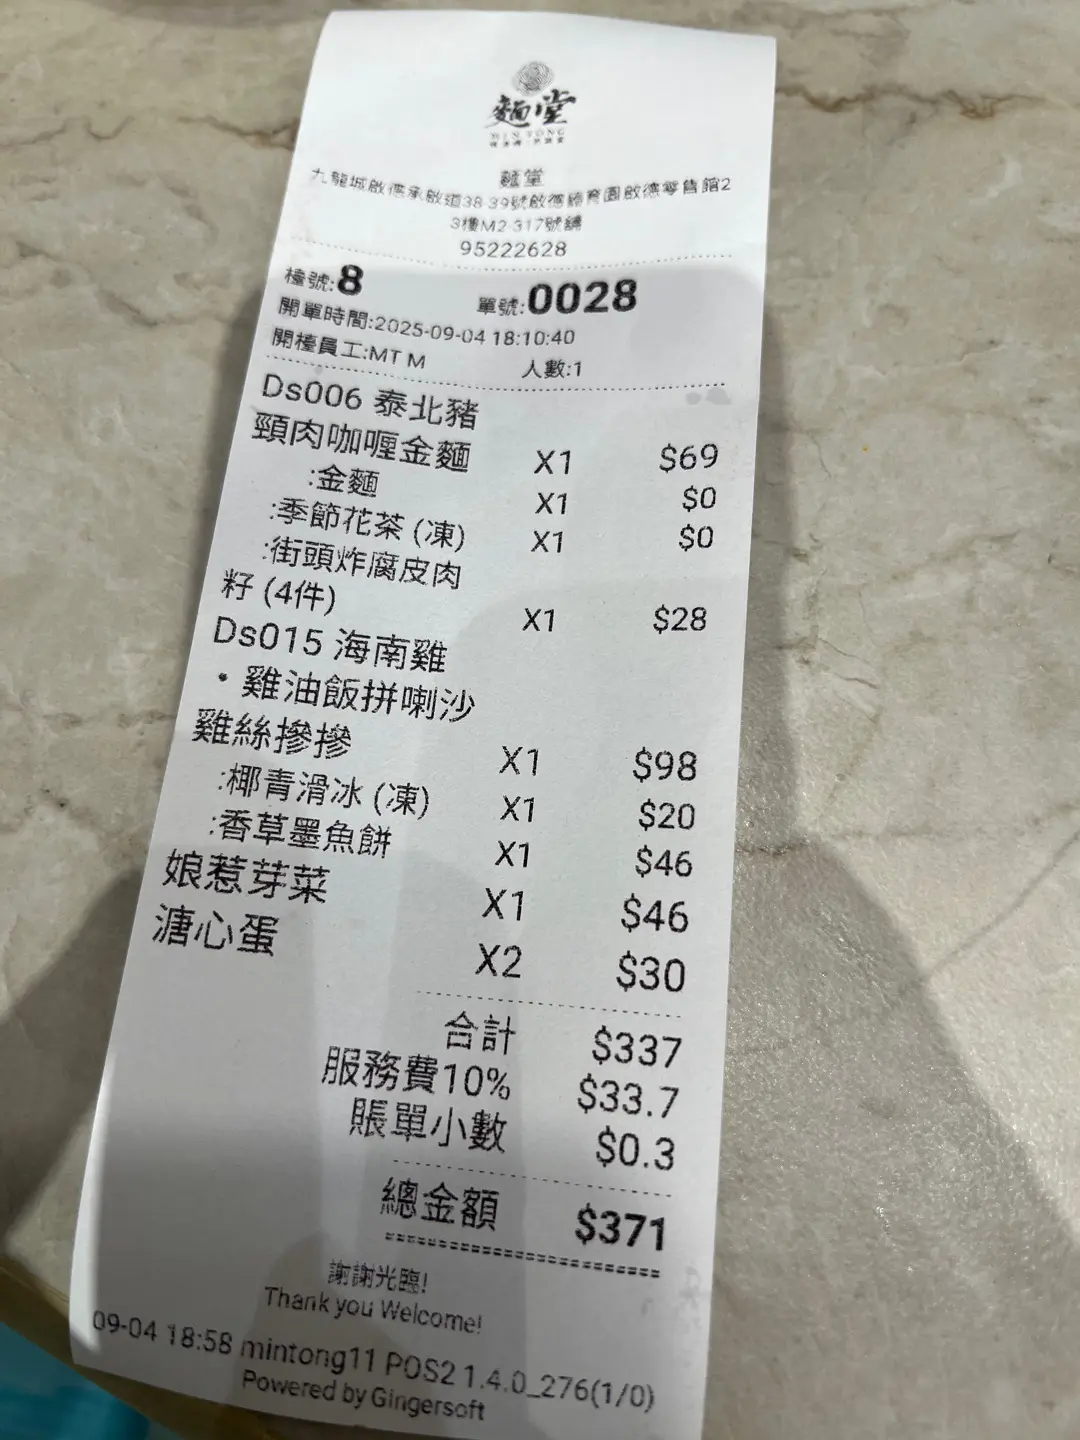 麵堂
MIN TONG
麵堂
九龍城啟德承啟道38-39號啟德體育園啟德零售館2
3樓M2-317號舖
95222628
檯號:8 單號:0028
開單時間:2025-09-04 18:10:40
開檯員工:MT M 人數:1
Ds006 泰北豬
頸肉咖喱金麵 X1 $69
:金麵 X1 $0
:季節花茶 (凍) X1 $0
:街頭炸腐皮肉
籽 (4件) X1 $28
Ds015 海南雞
・雞油飯拼喇沙
雞絲摻摻 X1 $98
:椰青滑冰 (凍) X1 $20
:香草墨魚餅 X1 $46
娘惹芽菜 X1 $46
溏心蛋 X2 $30
合計 $337
服務費10% $33.7
賬單小數 $0.3
總金額 $371
謝謝光臨!
Thank you Welcome!
09-04 18:58 mintong11 POS2 1.4.0_276(1/0)
Powered by Gingersoft